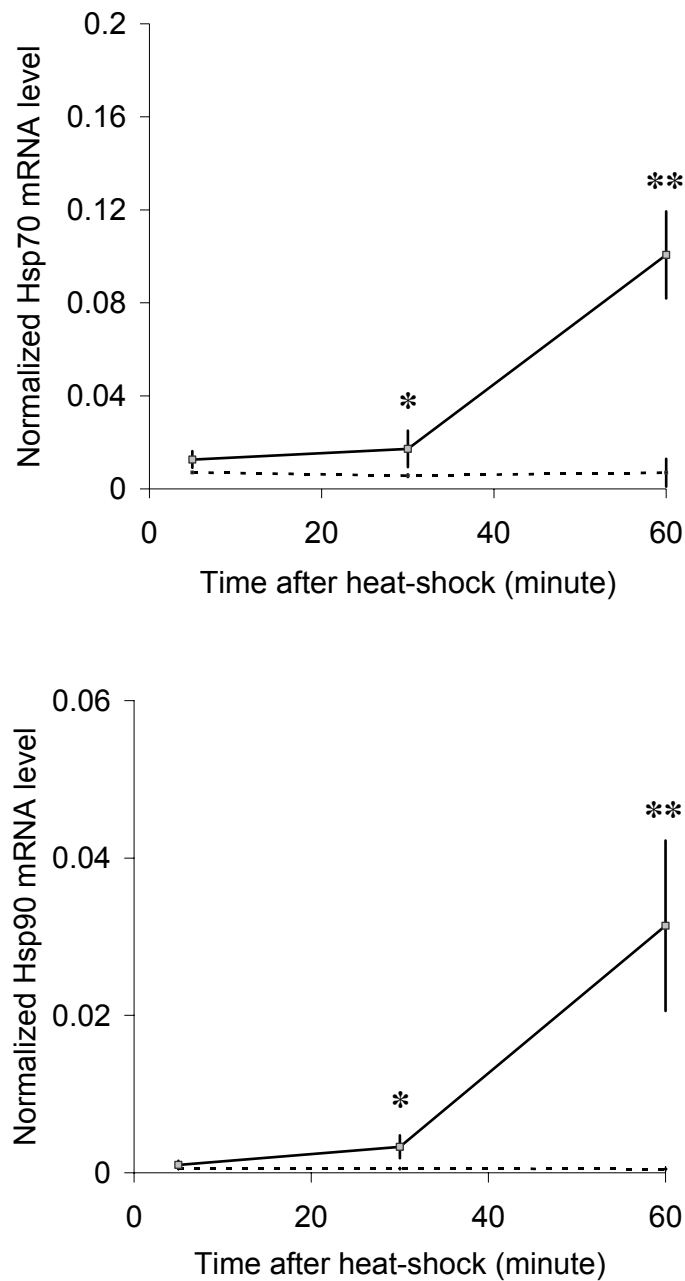 Normalized Hsp70 mRNA level
0.2
0.16
0.12
0.08
0.04
0
**
*
0 20 40 60
Time after heat-shock (minute)
Normalized Hsp90 mRNA level
0.06
0.04
0.02
0
**
*
0 20 40 60
Time after heat-shock (minute)